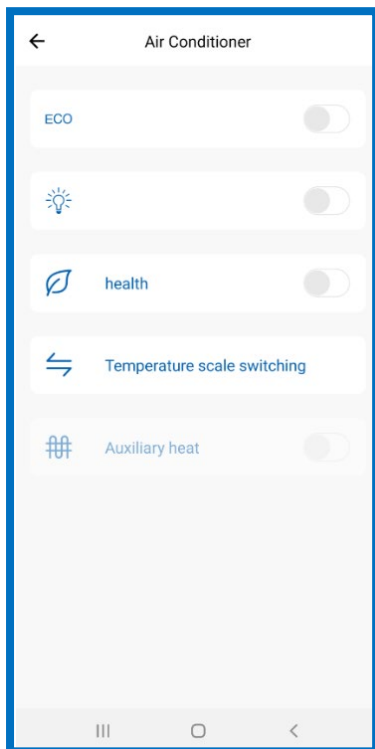 Air Conditioner
ECO
health
Temperature scale switching
Auxiliary heat